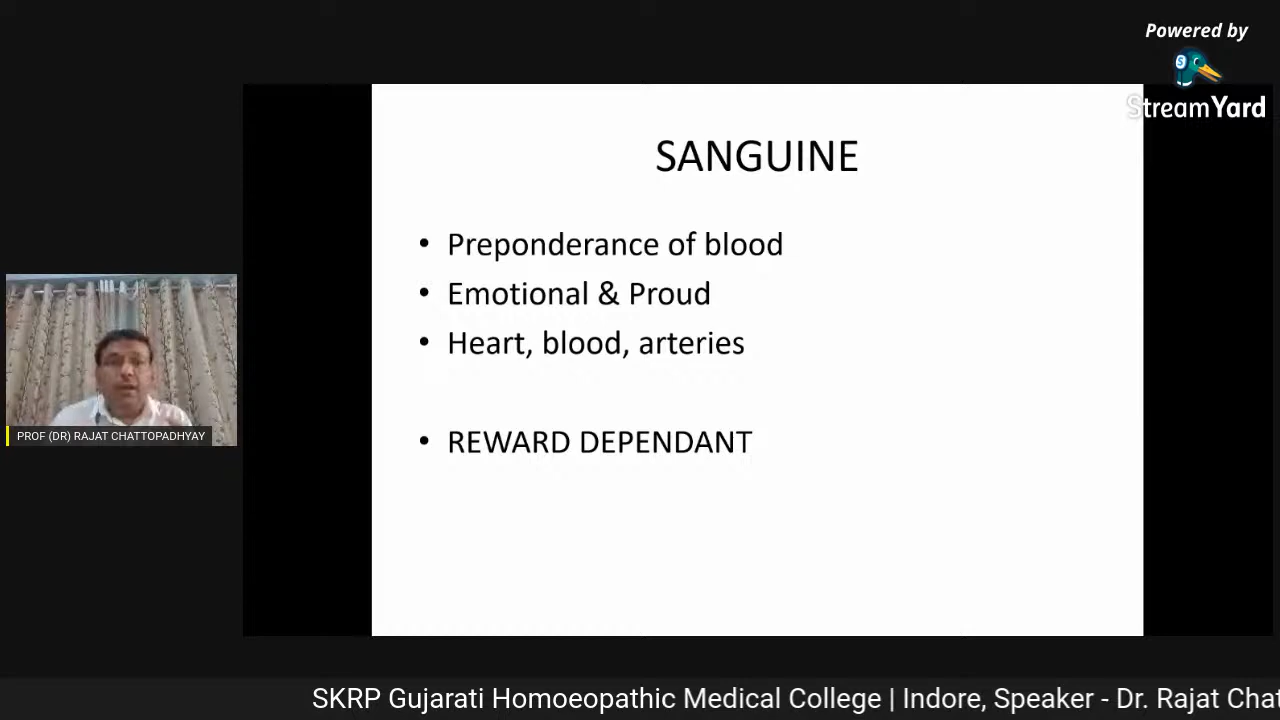 Powered by
StreamYard
SANGUINE
• Preponderance of blood
• Emotional & Proud
• Heart, blood, arteries
• REWARD DEPENDANT
PROF (DR) RAJAT CHATTOPADHYAY
SKRP Gujarati Homoeopathic Medical College | Indore, Speaker - Dr. Rajat Chat